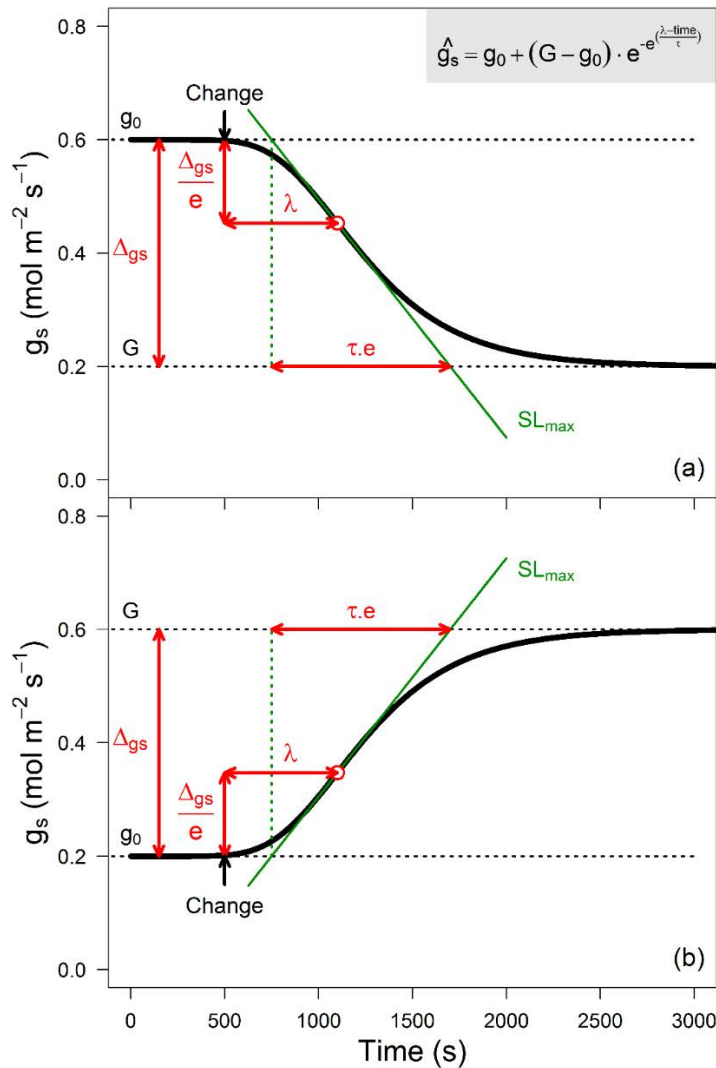 ĝs = g0 + (G − g0) · e^−e^((λ−time)/τ)
0.8
Change
g0
0.6
Δgs
e
λ
Δgs
0.4
gs (mol m−2 s−1)
G
τ.e
0.2
SLmax
0.0
(a)
0.8
SLmax
G
τ.e
0.6
gs (mol m−2 s−1)
Δgs
0.4
λ
Δgs
e
g0
0.2
Change
0.0
(b)
0 500 1000 1500 2000 2500 3000
Time (s)